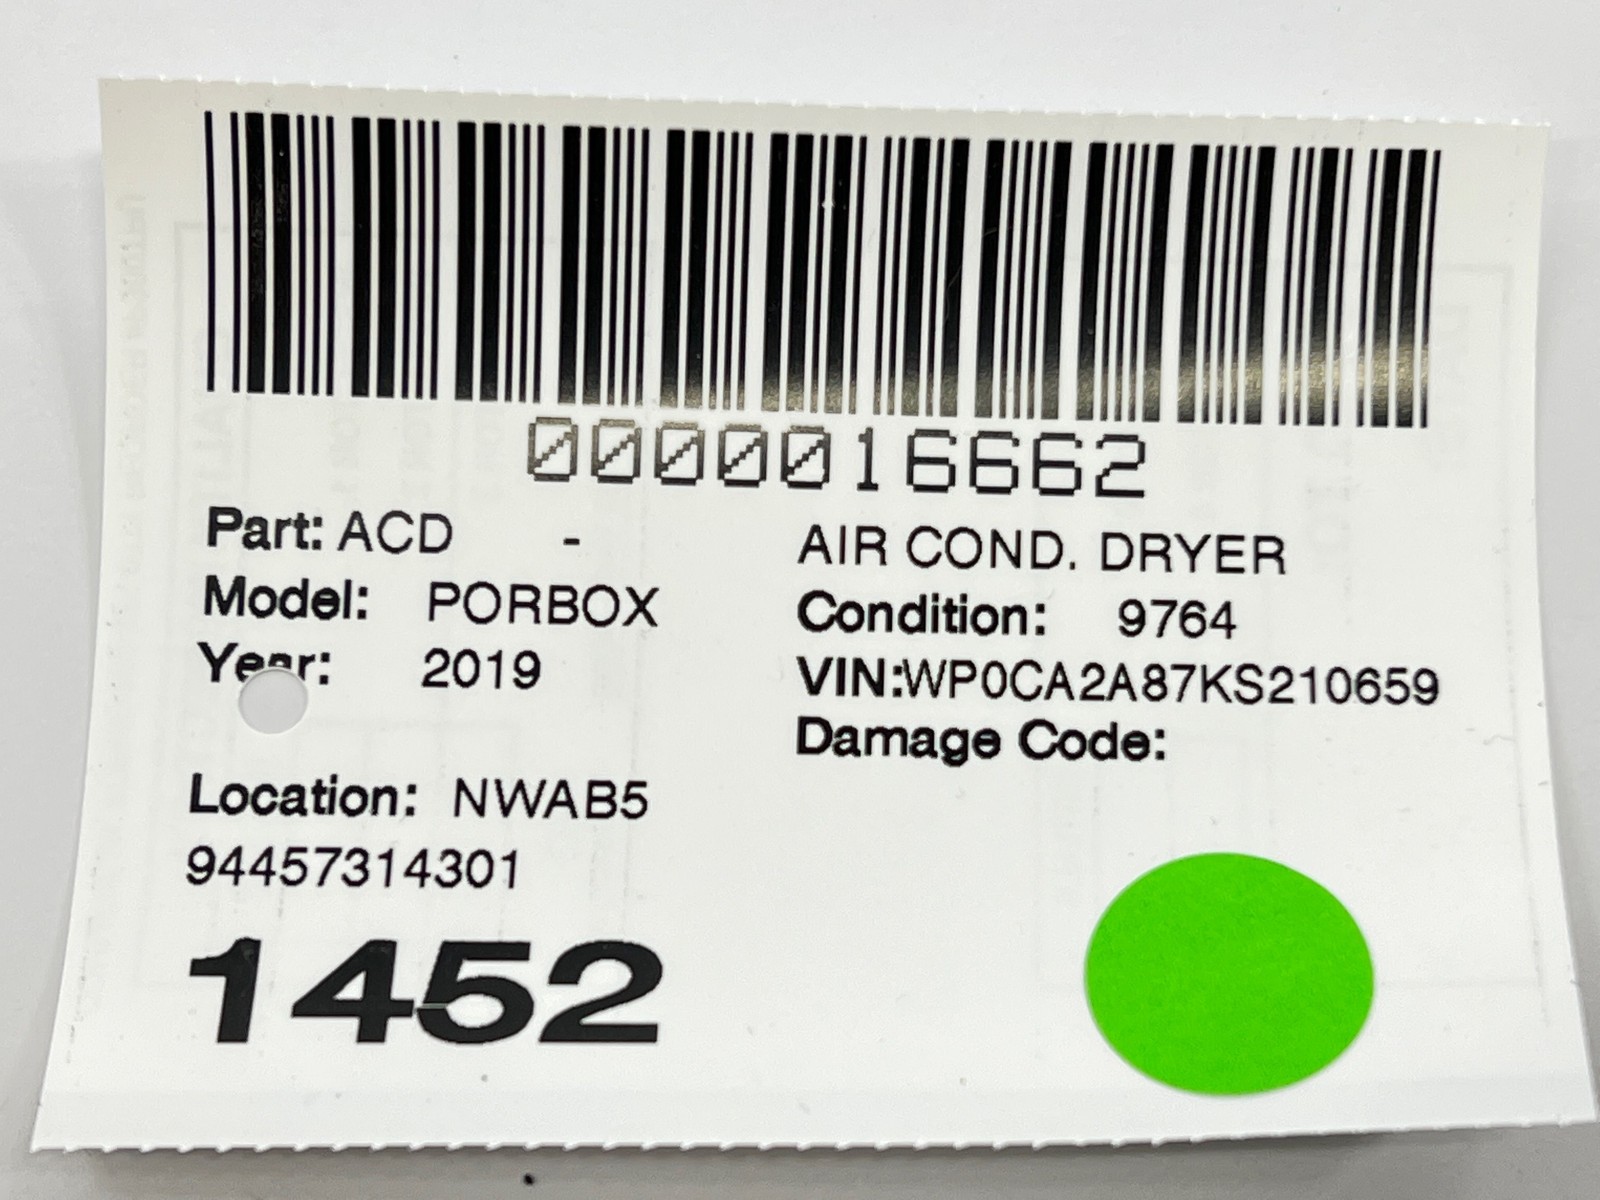 0000016662
Part: ACD - AIR COND. DRYER
Model: PORBOX Condition: 9764
Year: 2019 VIN:WP0CA2A87KS210659
Damage Code:
Location: NWAB5
94457314301
1452